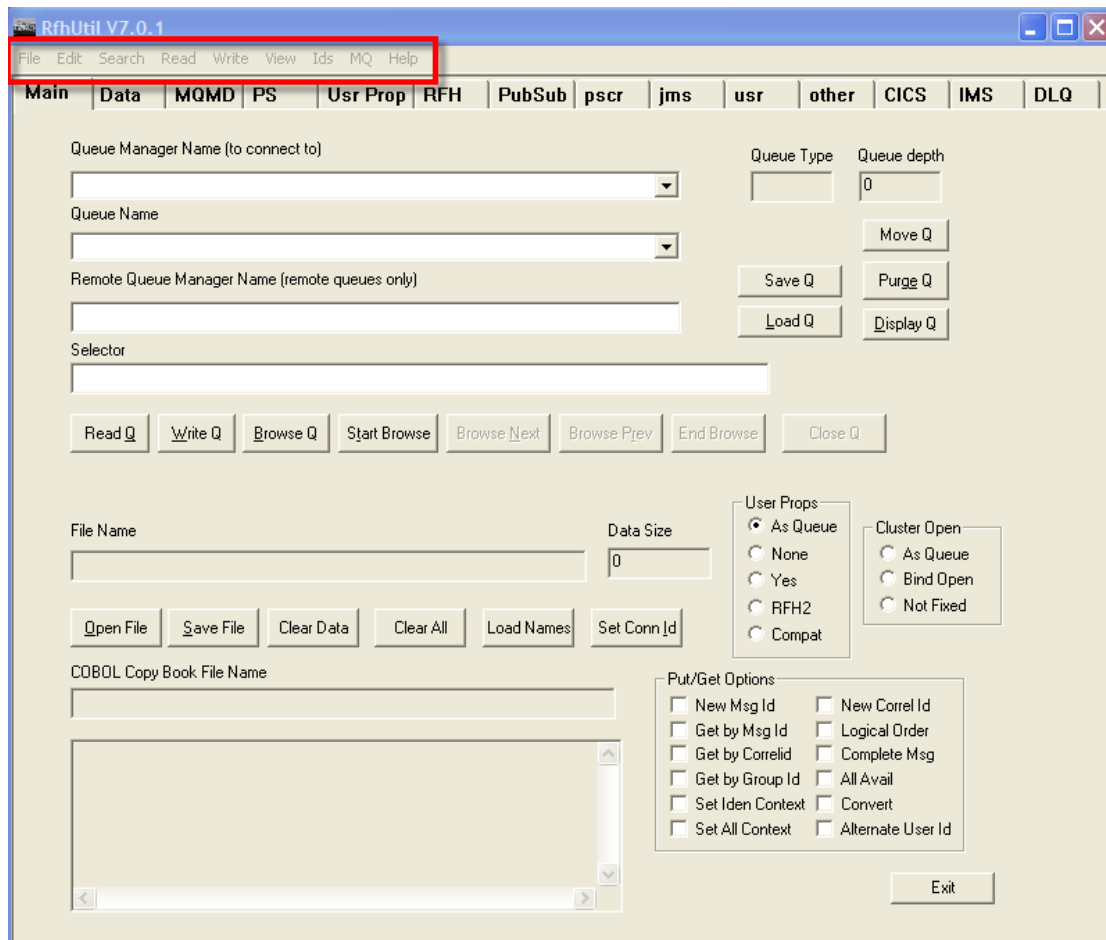 RfhUtil V7.0.1
File Edit Search Read Write View Ids MQ Help
Main Data MQMD PS Usr Prop RFH PubSub pscr jms usr other CICS IMS DLQ
Queue Manager Name (to connect to)
Queue Type Queue depth
0
Queue Name
Move Q
Remote Queue Manager Name (remote queues only)
Save Q Purge Q
Load Q Display Q
Selector
Read Q Write Q Browse Q Start Browse Browse Next Browse Prev End Browse Close Q
File Name
Data Size
0
User Props
As Queue
None
Yes
RFH2
Compat
Cluster Open
As Queue
Bind Open
Not Fixed
Open File Save File Clear Data Clear All Load Names Set Conn Id
COBOL Copy Book File Name
Put/Get Options
New Msg Id New Correl Id
Get by Msg Id Logical Order
Get by Correlid Complete Msg
Get by Group Id All Avail
Set Iden Context Convert
Set All Context Alternate User Id
Exit